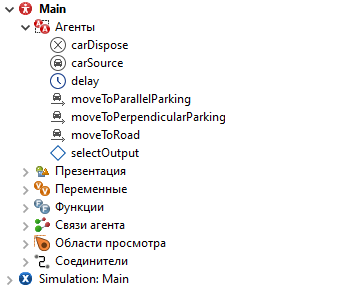 Main
Агенты
carDispose
carSource
delay
moveToParallelParking
moveToPerpendicularParking
moveToRoad
selectOutput
Презентация
Переменные
Функции
Связи агента
Области просмотра
Соединители
Simulation: Main